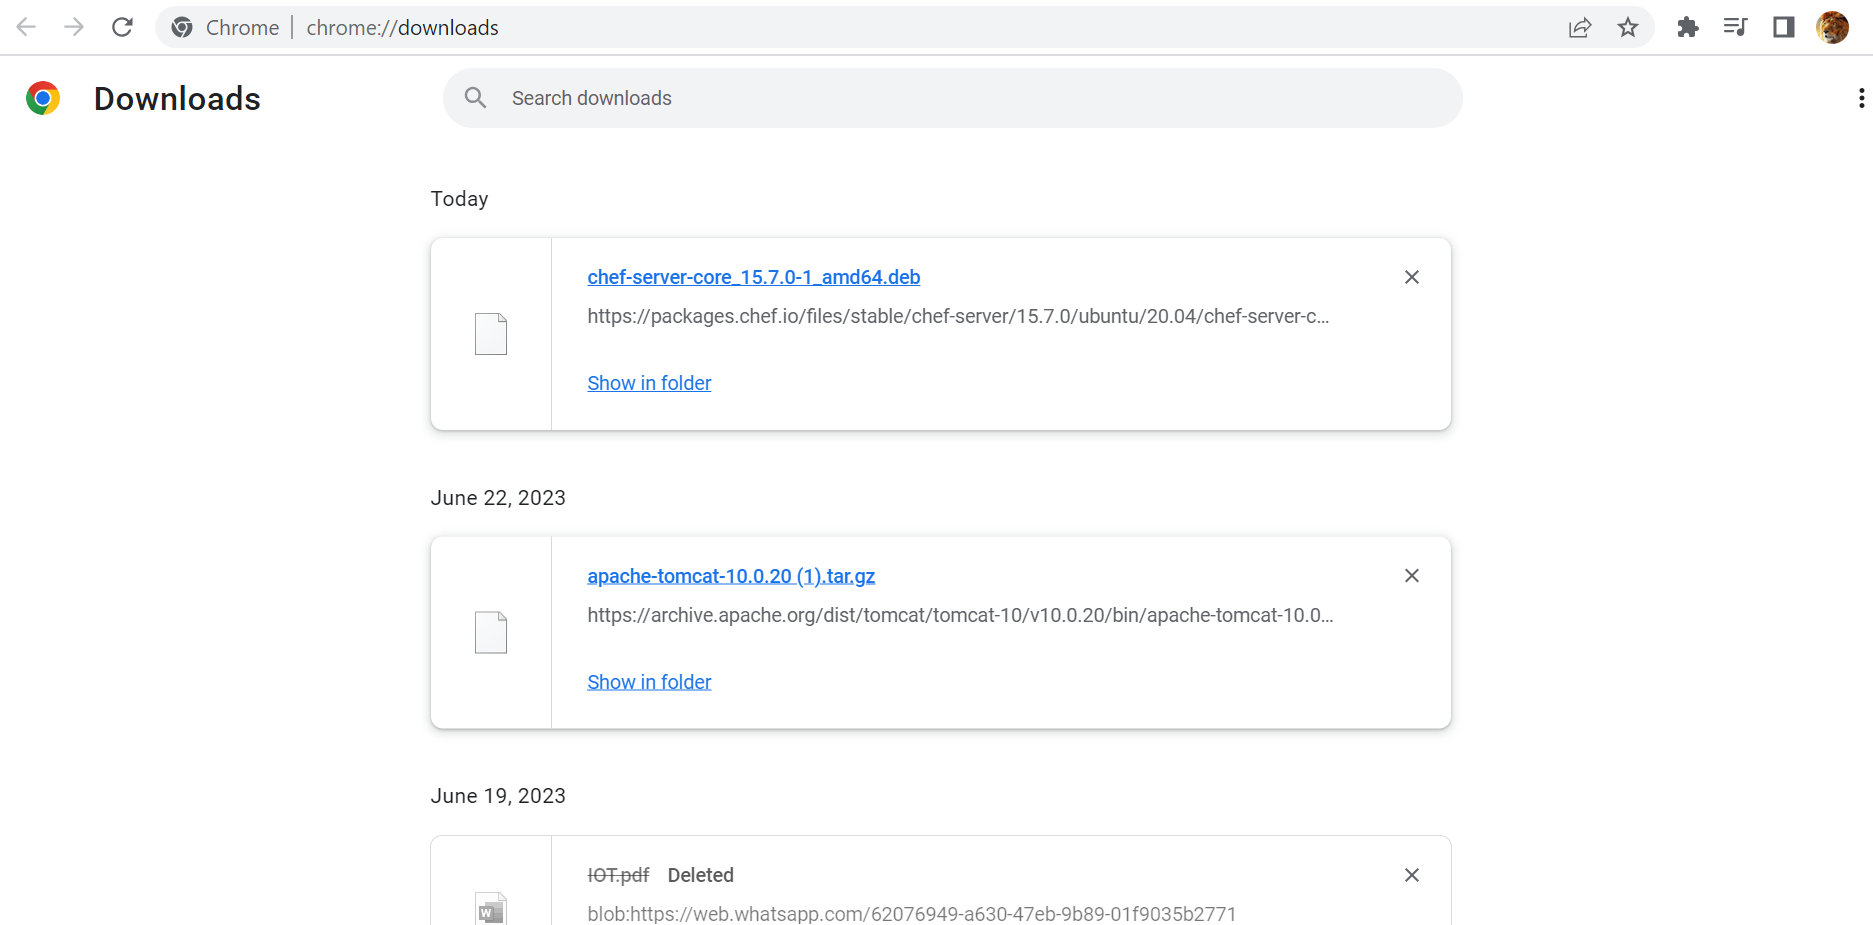 Chrome | chrome://downloads
Downloads
Search downloads
Today
chef-server-core_15.7.0-1_amd64.deb
https://packages.chef.io/files/stable/chef-server/15.7.0/ubuntu/20.04/chef-server-c...
Show in folder
June 22, 2023
apache-tomcat-10.0.20 (1).tar.gz
https://archive.apache.org/dist/tomcat/tomcat-10/v10.0.20/bin/apache-tomcat-10.0...
Show in folder
June 19, 2023
IOT.pdf Deleted
W
blob:https://web.whatsapp.com/62076949-a630-47eb-9b89-01f9035b2771